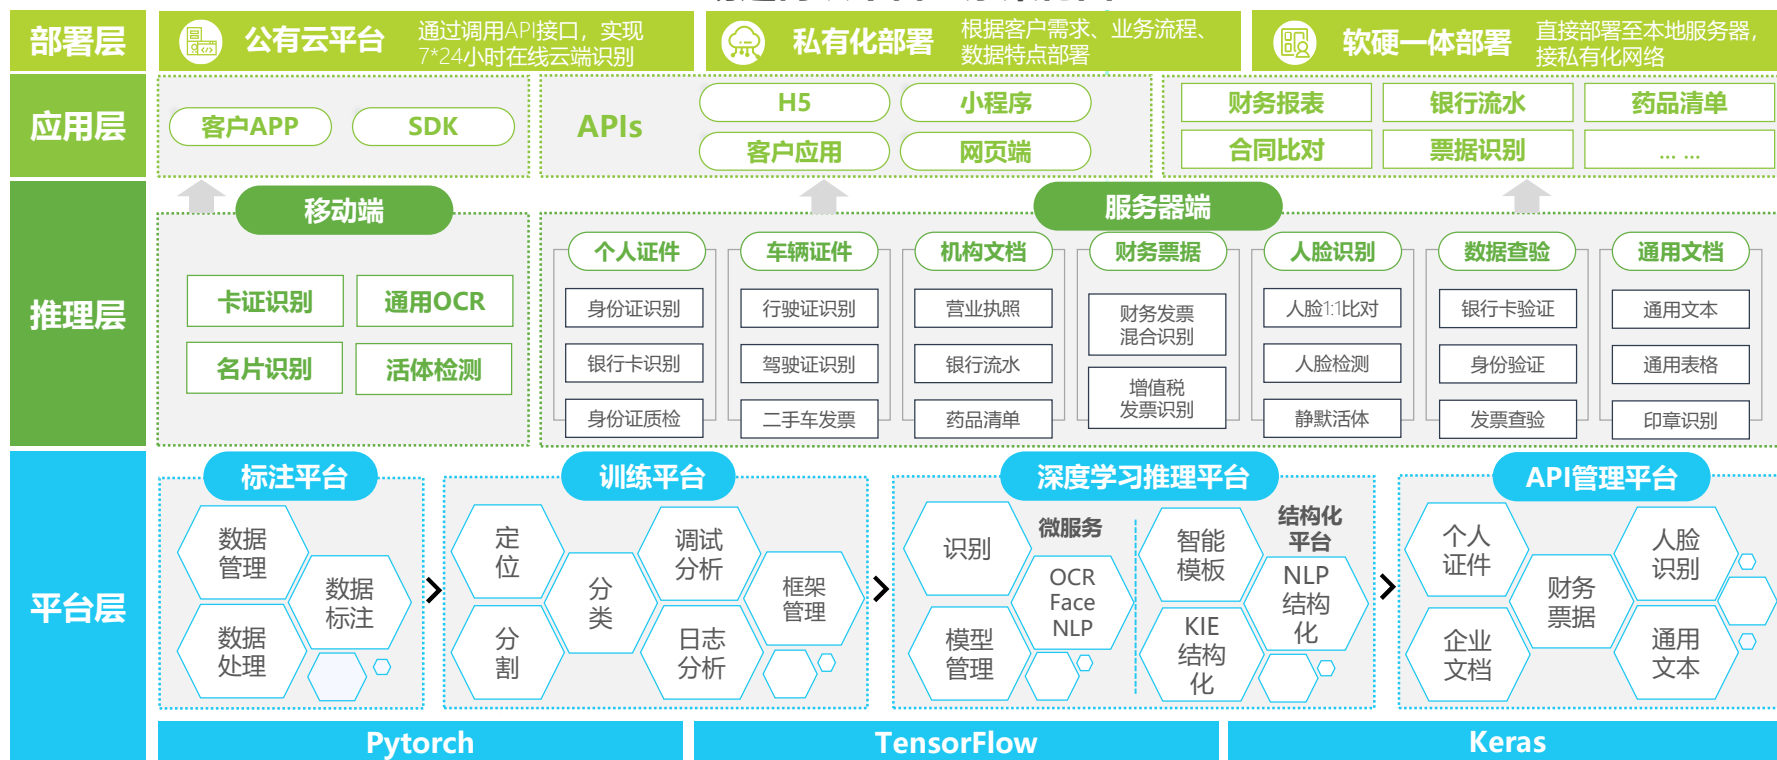 部署层
公有云平台
通过调用API接口，实现
7*24小时在线云端识别
私有化部署
根据客户需求、业务流程、
数据特点部署
软硬一体部署
直接部署至本地服务器，
接私有化网络
应用层
客户APP
SDK
APIs
H5
小程序
客户应用
网页端
财务报表
银行流水
药品清单
合同比对
票据识别
... ...
推理层
移动端
卡证识别
通用OCR
名片识别
活体检测
服务器端
个人证件
身份证识别
银行卡识别
身份证质检
车辆证件
行驶证识别
驾驶证识别
二手车发票
机构文档
营业执照
银行流水
药品清单
财务票据
财务发票
混合识别
增值税
发票识别
人脸识别
人脸1:1比对
人脸检测
静默活体
数据查验
银行卡验证
身份验证
发票查验
通用文档
通用文本
通用表格
印章识别
平台层
标注平台
数据
管理
数据
标注
数据
处理
训练平台
定
位
分
割
分
类
调试
分析
日志
分析
框架
管理
深度学习推理平台
识别
模型
管理
微服务
OCR
Face
NLP
智能
模板
KIE
结构
化
结构化
平台
NLP
结构
化
API管理平台
个人
证件
企业
文档
财务
票据
人脸
识别
通用
文本
Pytorch
TensorFlow
Keras